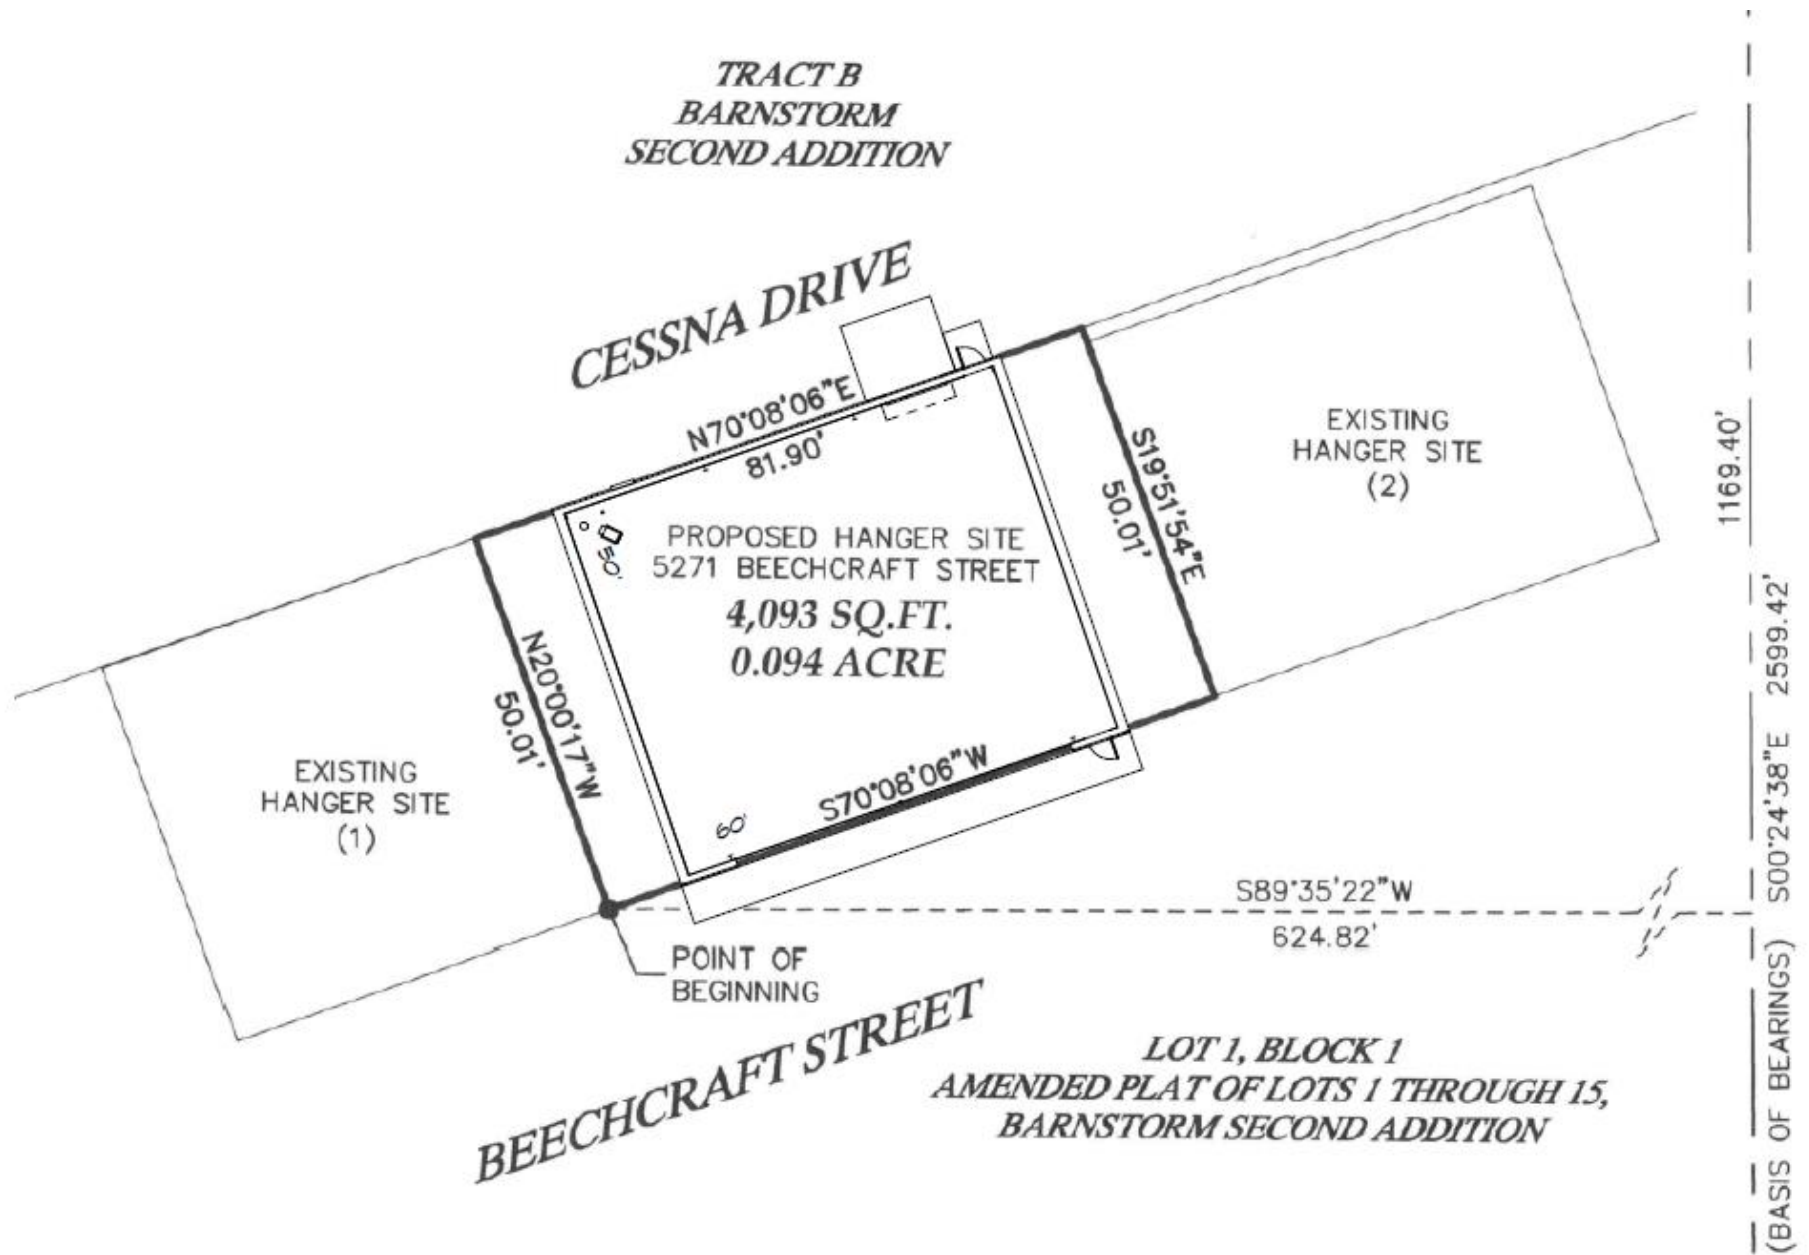 TRACT B
BARNSTORM
SECOND ADDITION
CESSNA DRIVE
N70°08'06"E
81.90'
S19°51'54"E
50.01'
EXISTING
HANGER SITE
(2)
1169.40'
PROPOSED HANGER SITE
5271 BEECHCRAFT STREET
4,093 SQ.FT.
0.094 ACRE
50'
N20°00'17"W
50.01'
EXISTING
HANGER SITE
(1)
60'
S70°08'06"W
S89°35'22"W
624.82'
POINT OF
BEGINNING
BEECHCRAFT STREET
LOT 1, BLOCK 1
AMENDED PLAT OF LOTS 1 THROUGH 15,
BARNSTORM SECOND ADDITION
(BASIS OF BEARINGS) S00°24'38"E 2599.42'